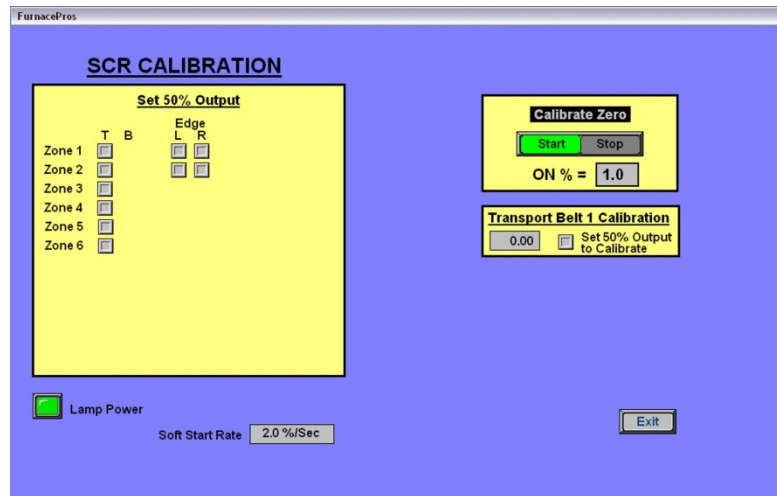 FurnacePros
SCR CALIBRATION
Set 50% Output
Edge
T B L R
Zone 1
Zone 2
Zone 3
Zone 4
Zone 5
Zone 6
Lamp Power
Soft Start Rate 2.0 %/Sec
Calibrate Zero
Start Stop
ON % = 1.0
Transport Belt 1 Calibration
0.00 Set 50% Output
to Calibrate
Exit